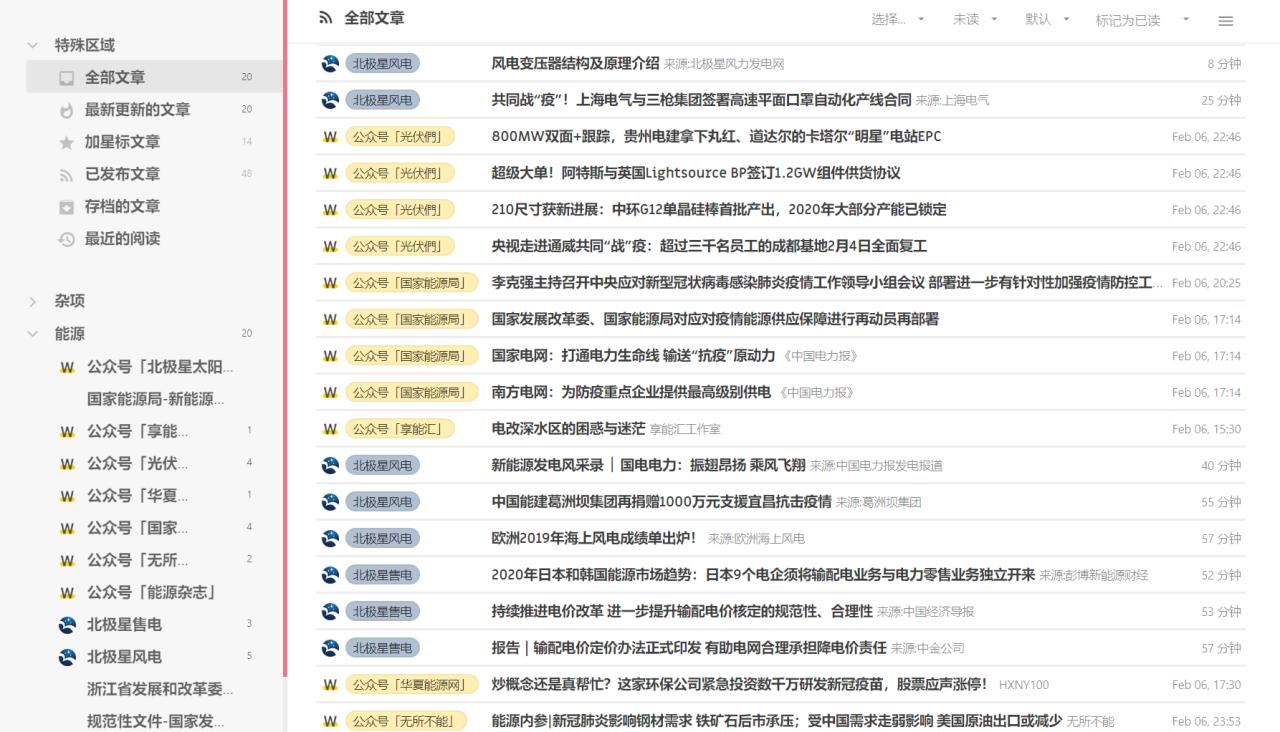 特殊区域
全部文章 20
最新更新的文章 20
加星标文章 14
已发布文章 48
存档的文章
最近的阅读
杂项
能源 20
公众号「北极星太阳...
国家能源局-新能源...
公众号「享能... 1
公众号「光伏... 4
公众号「华夏... 1
公众号「国家... 4
公众号「无所... 2
公众号「能源杂志」
北极星售电 3
北极星风电 5
浙江省发展和改革委...
规范性文件-国家发...
全部文章 选择... 未读 默认 标记为已读
北极星风电 风电变压器结构及原理介绍 来源:北极星风力发电网 8 分钟
北极星风电 共同战“疫”！上海电气与三枪集团签署高速平面口罩自动化产线合同 来源:上海电气 25 分钟
W 公众号「光伏們」 800MW双面+跟踪，贵州电建拿下丸红、道达尔的卡塔尔“明星”电站EPC Feb 06, 22:46
W 公众号「光伏們」 超级大单！阿特斯与英国Lightsource BP签订1.2GW组件供货协议 Feb 06, 22:46
W 公众号「光伏們」 210尺寸获新进展：中环G12单晶硅棒首批产出，2020年大部分产能已锁定 Feb 06, 22:46
W 公众号「光伏們」 央视走进通威共同“战”疫：超过三千名员工的成都基地2月4日全面复工 Feb 06, 22:46
W 公众号「国家能源局」 李克强主持召开中央应对新型冠状病毒感染肺炎疫情工作领导小组会议 部署进一步有针对性加强疫情防控工... Feb 06, 20:25
W 公众号「国家能源局」 国家发展改革委、国家能源局对应对疫情能源供应保障进行再动员再部署 Feb 06, 17:14
W 公众号「国家能源局」 国家电网：打通电力生命线 输送“抗疫”原动力 《中国电力报》 Feb 06, 17:14
W 公众号「国家能源局」 南方电网：为防疫重点企业提供最高级别供电 《中国电力报》 Feb 06, 17:14
W 公众号「享能汇」 电改深水区的困惑与迷茫 享能汇工作室 Feb 06, 15:30
北极星风电 新能源发电风采录｜国电电力：振翅昂扬 乘风飞翔 来源:中国电力报发电报道 40 分钟
北极星风电 中国能建葛洲坝集团再捐赠1000万元支援宜昌抗击疫情 来源:葛洲坝集团 55 分钟
北极星风电 欧洲2019年海上风电成绩单出炉！ 来源:欧洲海上风电 57 分钟
北极星售电 2020年日本和韩国能源市场趋势：日本9个电企须将输配电业务与电力零售业务独立开来 来源:彭博新能源财经 52 分钟
北极星售电 持续推进电价改革 进一步提升输配电价核定的规范性、合理性 来源:中国经济导报 53 分钟
北极星售电 报告 | 输配电价定价办法正式印发 有助电网合理承担降电价责任 来源:中金公司 57 分钟
W 公众号「华夏能源网」 炒概念还是真帮忙？这家环保公司紧急投资数千万研发新冠疫苗，股票应声涨停！ HXNY100 Feb 06, 17:30
W 公众号「无所不能」 能源内参|新冠肺炎影响钢材需求 铁矿石后市承压；受中国需求走弱影响 美国原油出口或减少 无所不能 Feb 06, 23:53